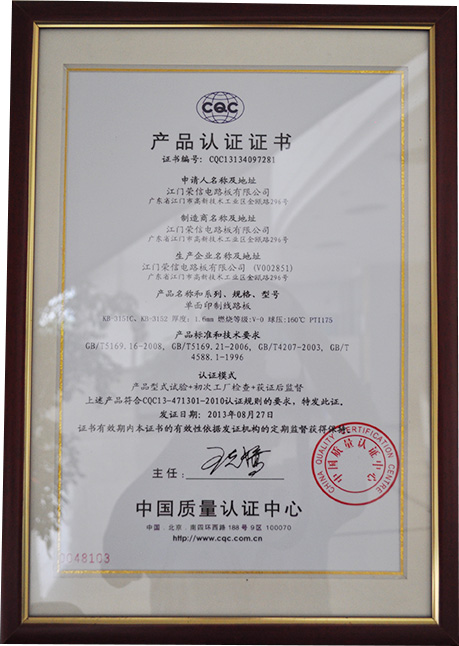 CQC
产品认证证书
证书编号: CQC13134097281
申请人名称及地址
江门荣信电路板有限公司
广东省江门市高新技术工业区金瓯路296号
制造商名称及地址
江门荣信电路板有限公司
广东省江门市高新技术工业区金瓯路296号
生产企业名称及地址
江门荣信电路板有限公司 (V002851)
广东省江门市高新技术工业区金瓯路296号
产品名称和系列、规格、型号
单面印制线路板
KB-3151C、KB-3152 厚度: 1.6mm 燃烧等级:V-0 球压:160℃ PTI175
产品标准和技术要求
GB/T5169.16-2008, GB/T5169.21-2006, GB/T4207-2003, GB/T
4588.1-1996
认证模式
产品型式试验+初次工厂检查+获证后监督
上述产品符合CQC13-471301-2010认证规则的要求，特发此证。
发证日期: 2013年08月27日
证书有效期内本证书的有效性依据发证机构的定期监督获得保持。
主任:
CHINA QUALITY CERTIFICATION CENTRE
中国质量认证中心
中国质量认证中心
中国．北京．南四环西路188号9区 100070
http://www.cqc.com.cn
0048103